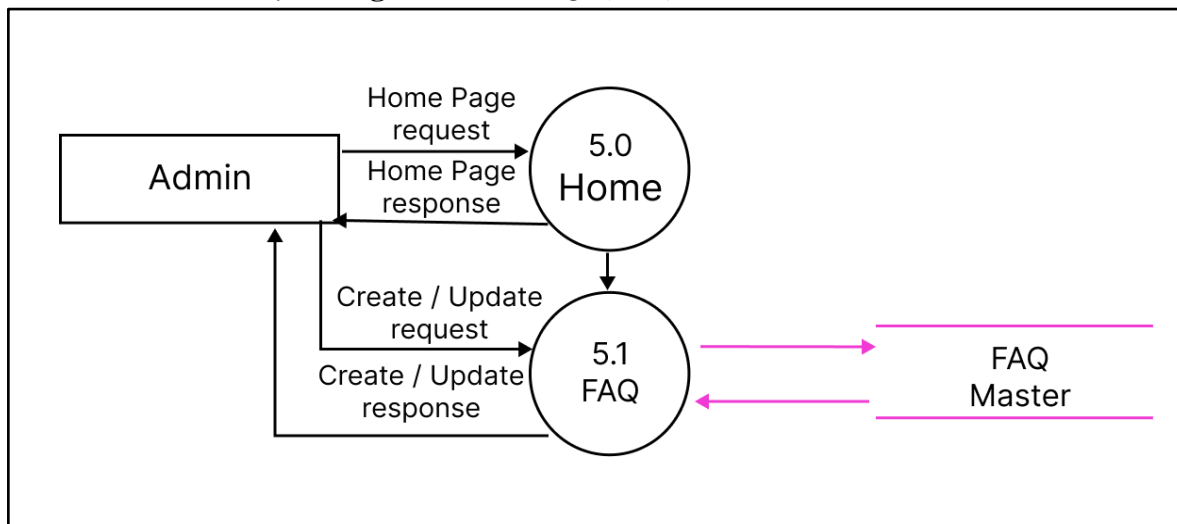 Home Page
request
5.0
Home
Admin
Home Page
response
Create / Update
request
5.1
FAQ
Create / Update
response
FAQ
Master